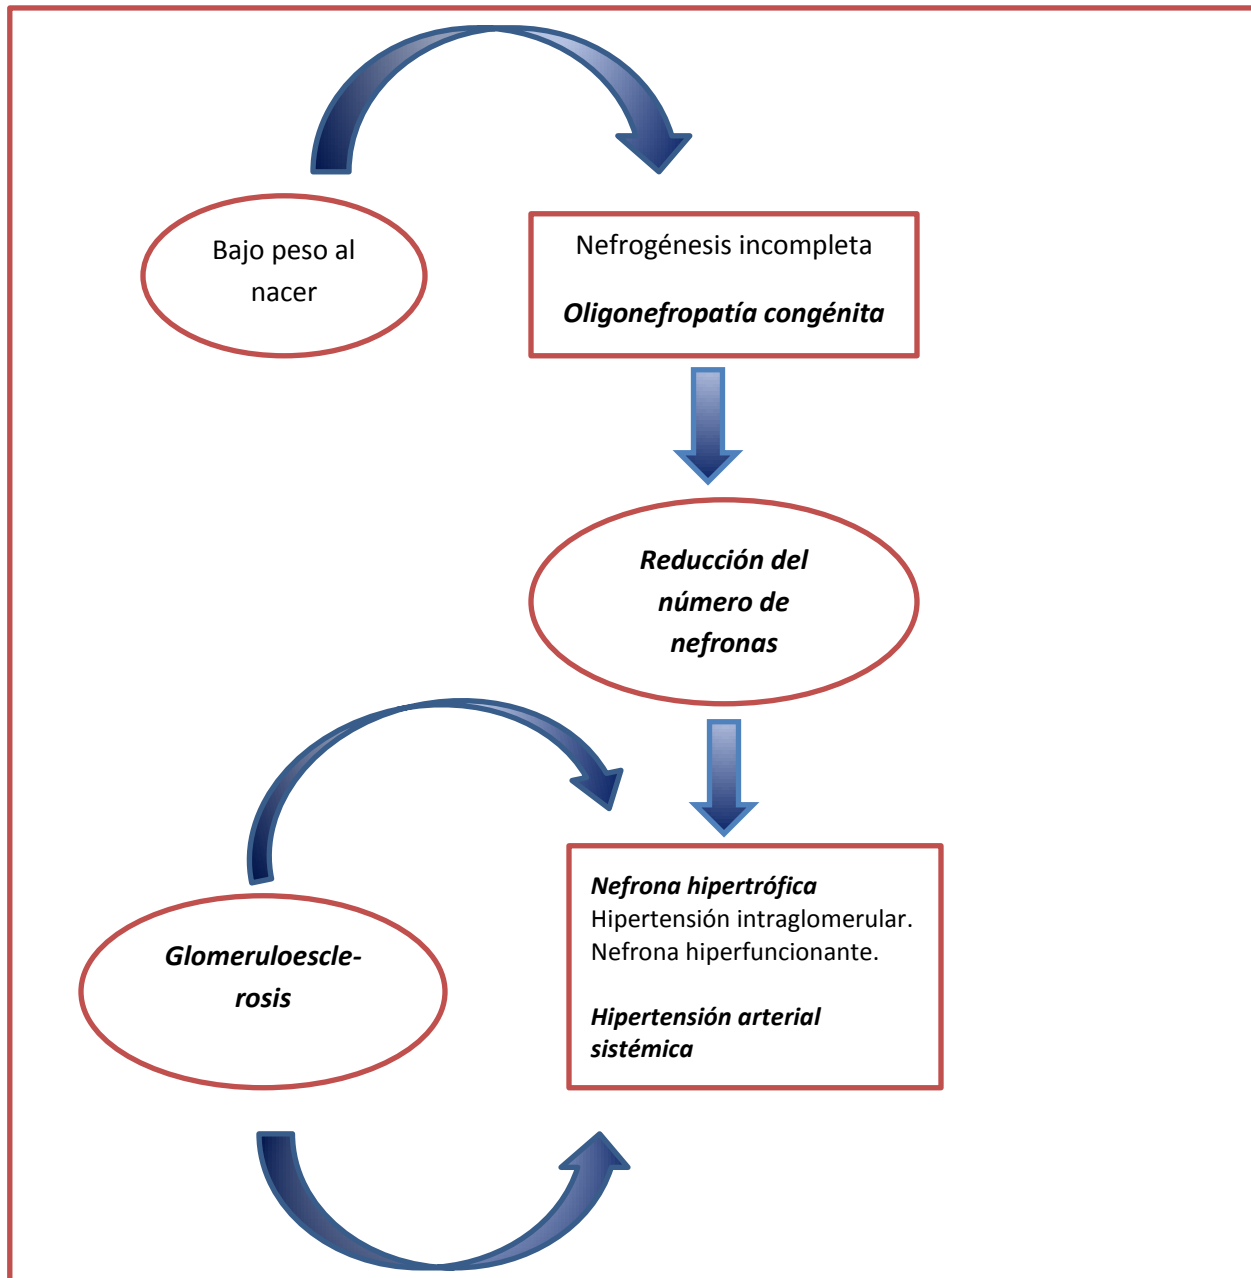 Bajo peso al
nacer
Nefrogénesis incompleta
Oligonefropatía congénita
Reducción del
número de
nefronas
Nefrona hipertrófica
Hipertensión intraglomerular.
Nefrona hiperfuncionante.
Hipertensión arterial
sistémica
Glomeruloescle-
rosis